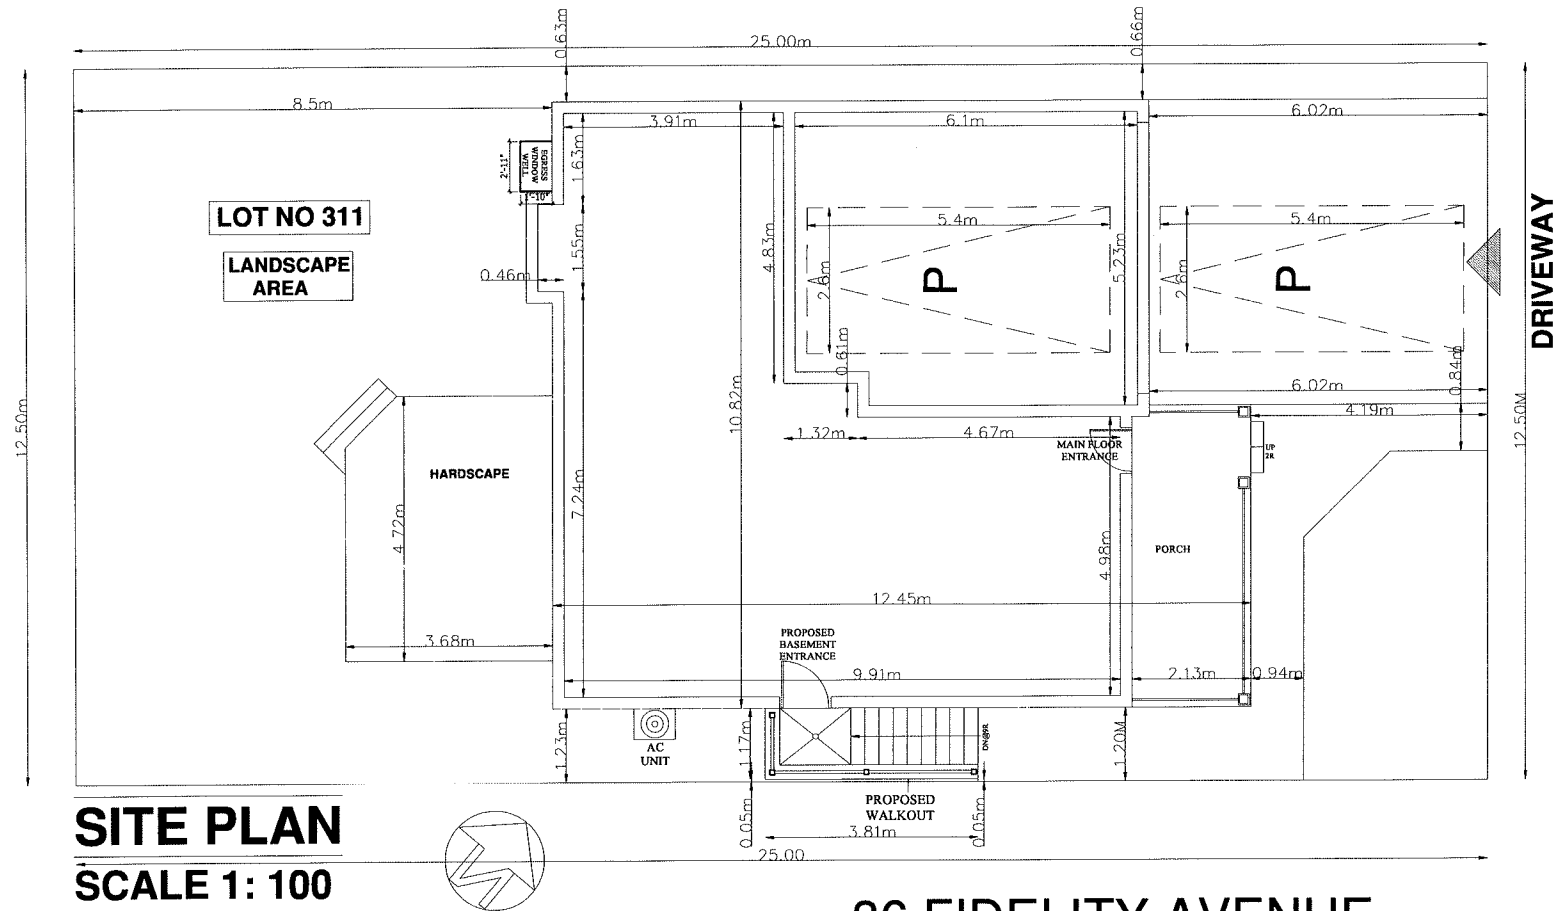 0.63m
0.66m
25.00m
8.5m
3.91m
6.1m
6.02m
1.63m
2'-11"
EGRESS
WINDOW
WELL
LOT NO 311
LANDSCAPE
AREA
0.46m
1.55m
4.83m
5.4m
2.6m
P
5.23m
0.61m
5.4m
2.6m
P
DRIVEWAY
6.02m
0.84m
4.19m
12.50m
12.50M
10.82m
1.32m
4.67m
MAIN FLOOR
ENTRANCE
UP
2R
HARDSCAPE
4.72m
7.24m
4.98m
PORCH
12.45m
3.68m
PROPOSED
BASEMENT
ENTRANCE
9.91m
2.13m
0.94m
1.23m
AC
UNIT
1.17m
DN@9R
1.20M
PROPOSED
WALKOUT
0.05m
3.81m
0.05m
25.00
SITE PLAN
SCALE 1: 100